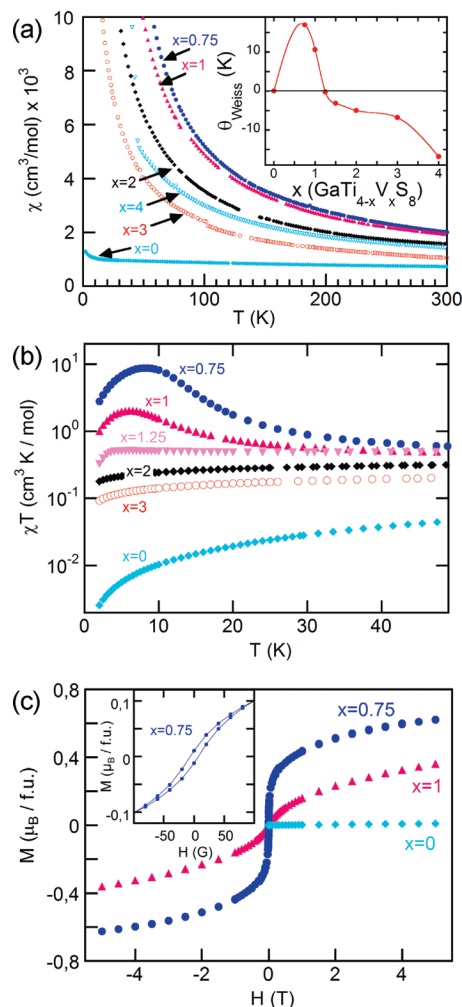 (a)
χ (cm³/mol) x 10³
10
8
6
4
2
0
x=0.75
x=1
x=2
x=4
x=3
x=0
0 100 200 300
T (K)
θWeiss (K)
10
0
-10
0 1 2 3 4
x (GaTi4-xVxS8)
(b)
χT (cm³ K / mol)
10¹
10⁰
10⁻¹
10⁻²
x=0.75
x=1
x=1.25
x=2
x=3
x=0
0 10 20 30 40
T (K)
(c)
M (μB / f.u.)
0.8
0.4
0
-0.4
0,8
x=0.75
x=1
x=0
-4 -2 0 2 4
H (T)
M (μB / f.u.)
0,1
0,0
-0,1
x=0.75
-50 0 50
H (G)